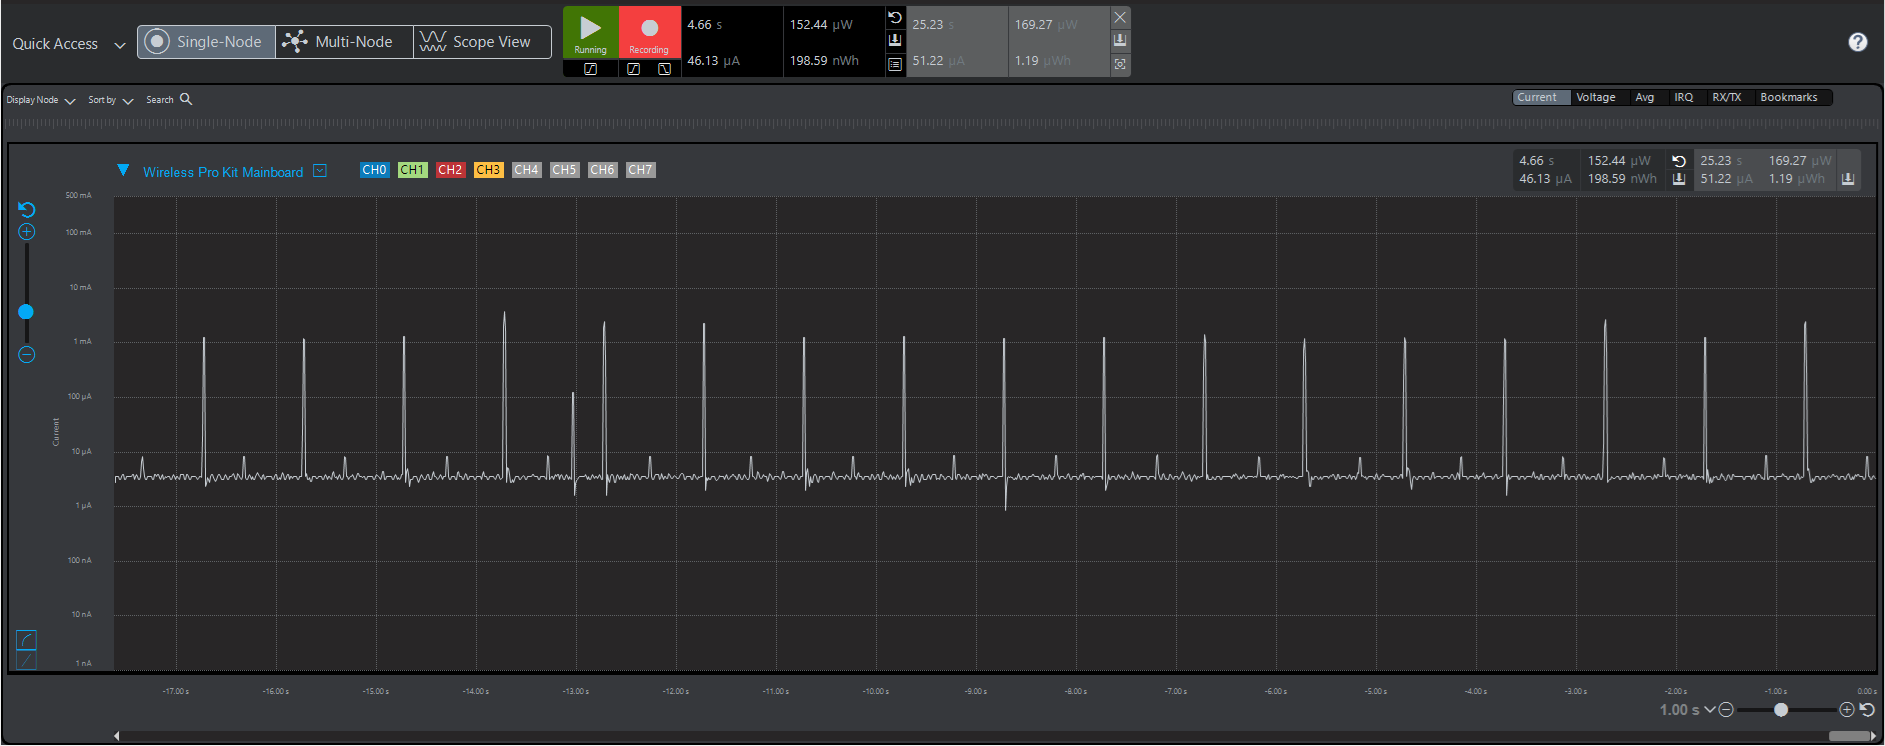 Quick Access
Single-Node
Multi-Node
Scope View
Running
Recording
4.66 s
152.44 µW
46.13 µA
198.59 nWh
25.23 s
169.27 µW
51.22 µA
1.19 µWh
?
Display Node
Sort by
Search
Current
Voltage
Avg
IRQ
RX/TX
Bookmarks
Wireless Pro Kit Mainboard
CH0
CH1
CH2
CH3
CH4
CH5
CH6
CH7
4.66 s
152.44 µW
46.13 µA
198.59 nWh
25.23 s
169.27 µW
51.22 µA
1.19 µWh
500 mA
100 mA
10 mA
1 mA
100 µA
10 µA
1 µA
100 nA
10 nA
1 nA
Current
-17.00 s
-16.00 s
-15.00 s
-14.00 s
-13.00 s
-12.00 s
-11.00 s
-10.00 s
-9.00 s
-8.00 s
-7.00 s
-6.00 s
-5.00 s
-4.00 s
-3.00 s
-2.00 s
-1.00 s
0.00 s
1.00 s